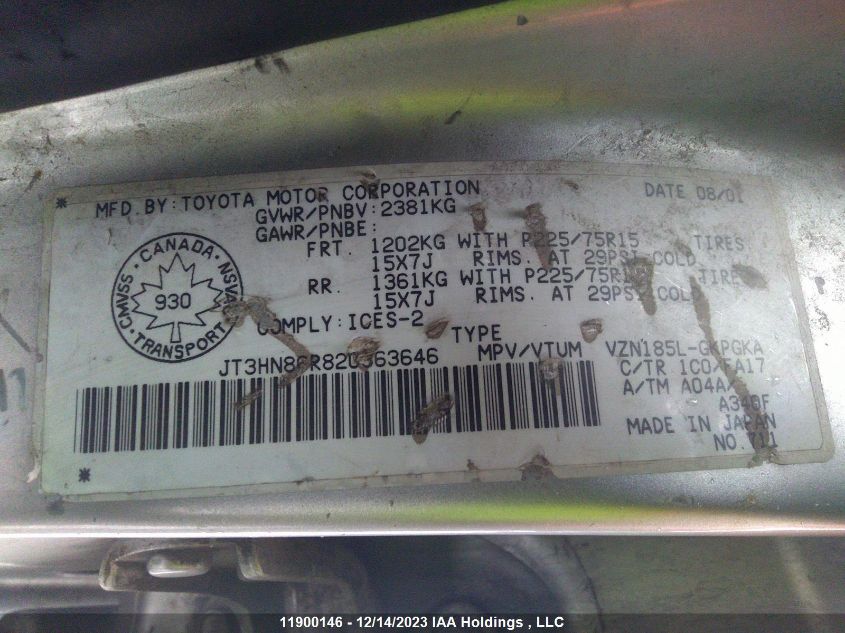 * MFD.BY:TOYOTA MOTOR CORPORATION DATE 08/01
GVWR/PNBV:2381KG
GAWR/PNBE:
FRT. 1202KG WITH P225/75R15 TIRES
15X7J RIMS. AT 29PSI COLD
RR. 1361KG WITH P225/75R15 TIRES
15X7J RIMS. AT 29PSI COLD
COMPLY:ICES-2
CANADA
CMVSS NSVAC
930
TRANSPORT
TYPE
MPV/VTUM
VZN185L-GKPGKA
C/TR 1C0/FA17
A/TM A04A/
A340F
MADE IN JAPAN
NO.711
*
11900146 - 12/14/2023 IAA Holdings , LLC